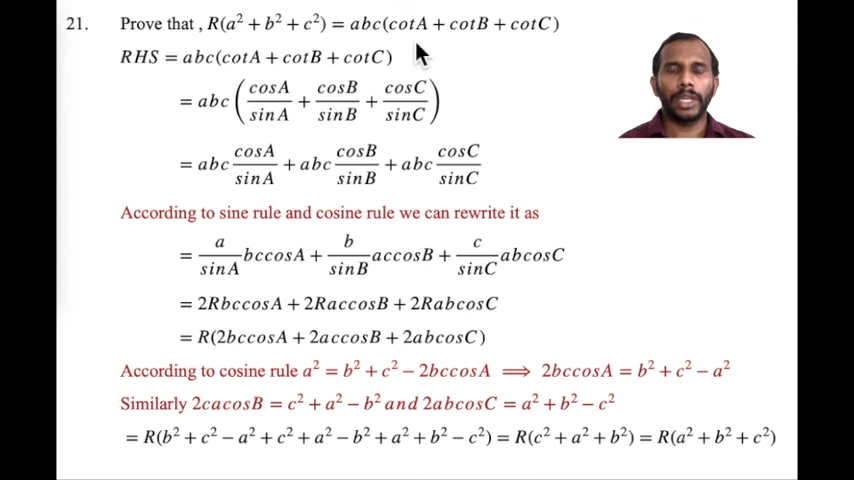 21. Prove that , R(a² + b² + c²) = abc(cotA + cotB + cotC)
RHS = abc(cotA + cotB + cotC)
= abc(cosA/sinA + cosB/sinB + cosC/sinC)
= abc cosA/sinA + abc cosB/sinB + abc cosC/sinC
According to sine rule and cosine rule we can rewrite it as
= a/sinA bccosA + b/sinB accosB + c/sinC abcosC
= 2RbccosA + 2RaccosB + 2RabcosC
= R(2bccosA + 2accosB + 2abcosC)
According to cosine rule a² = b² + c² − 2bccosA ⟹ 2bccosA = b² + c² − a²
Similarly 2cacosB = c² + a² − b² and 2abcosC = a² + b² − c²
= R(b² + c² − a² + c² + a² − b² + a² + b² − c²) = R(c² + a² + b²) = R(a² + b² + c²)